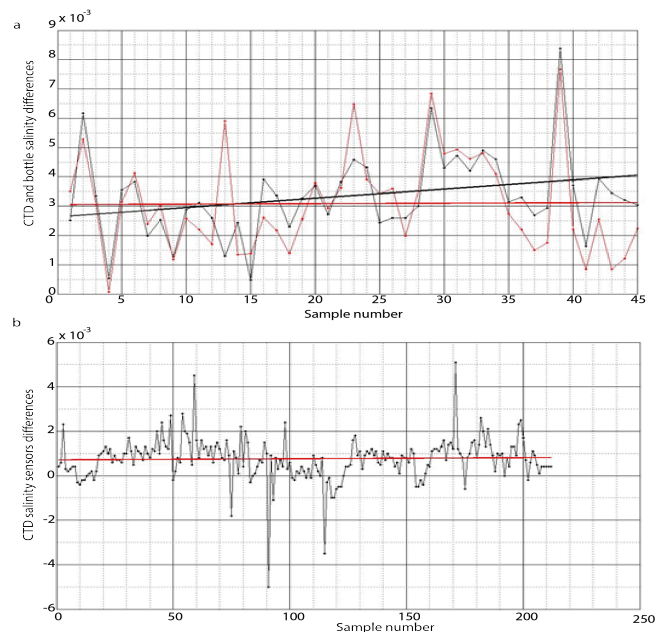 a
9 x 10⁻³
8
7
6
5
4
3
2
1
0
CTD and bottle salinity differences
0 5 10 15 20 25 30 35 40 45
Sample number
b
6 x 10⁻³
4
2
0
-2
-4
-6
CTD salinity sensors differences
0 50 100 150 200 250
Sample number